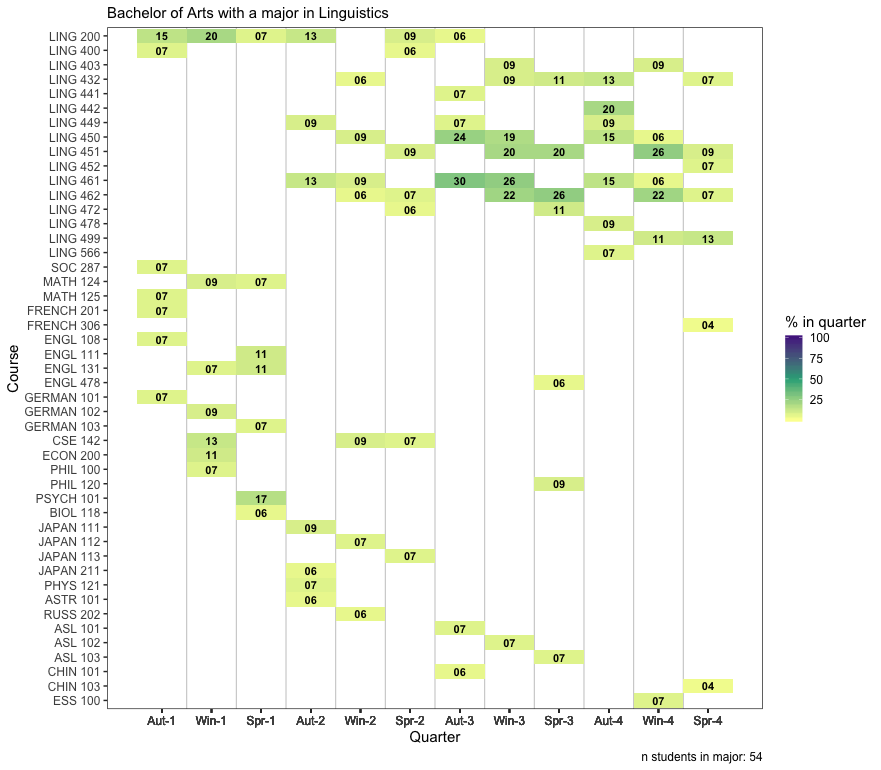 Bachelor of Arts with a major in Linguistics
LING 200 15 20 07 13 09 06
LING 400 07 06
LING 403 09 09
LING 432 06 09 11 13 07
LING 441 07
LING 442 20
LING 449 09 07 09
LING 450 09 24 19 15 06
LING 451 09 20 20 26 09
LING 452 07
LING 461 13 09 30 26 15 06
LING 462 06 07 22 26 22 07
LING 472 06 11
LING 478 09
LING 499 11 13
LING 566 07
SOC 287 07
MATH 124 09 07
MATH 125 07
FRENCH 201 07
FRENCH 306 04
ENGL 108 07
ENGL 111 11
ENGL 131 07 11
ENGL 478 06
GERMAN 101 07
GERMAN 102 09
GERMAN 103 07
CSE 142 13 09 07
ECON 200 11
PHIL 100 07
PHIL 120 09
PSYCH 101 17
BIOL 118 06
JAPAN 111 09
JAPAN 112 07
JAPAN 113 07
JAPAN 211 06
PHYS 121 07
ASTR 101 06
RUSS 202 06
ASL 101 07
ASL 102 07
ASL 103 07
CHIN 101 06
CHIN 103 04
ESS 100 07
Course
Aut-1 Win-1 Spr-1 Aut-2 Win-2 Spr-2 Aut-3 Win-3 Spr-3 Aut-4 Win-4 Spr-4
Quarter
% in quarter
100
75
50
25
n students in major: 54